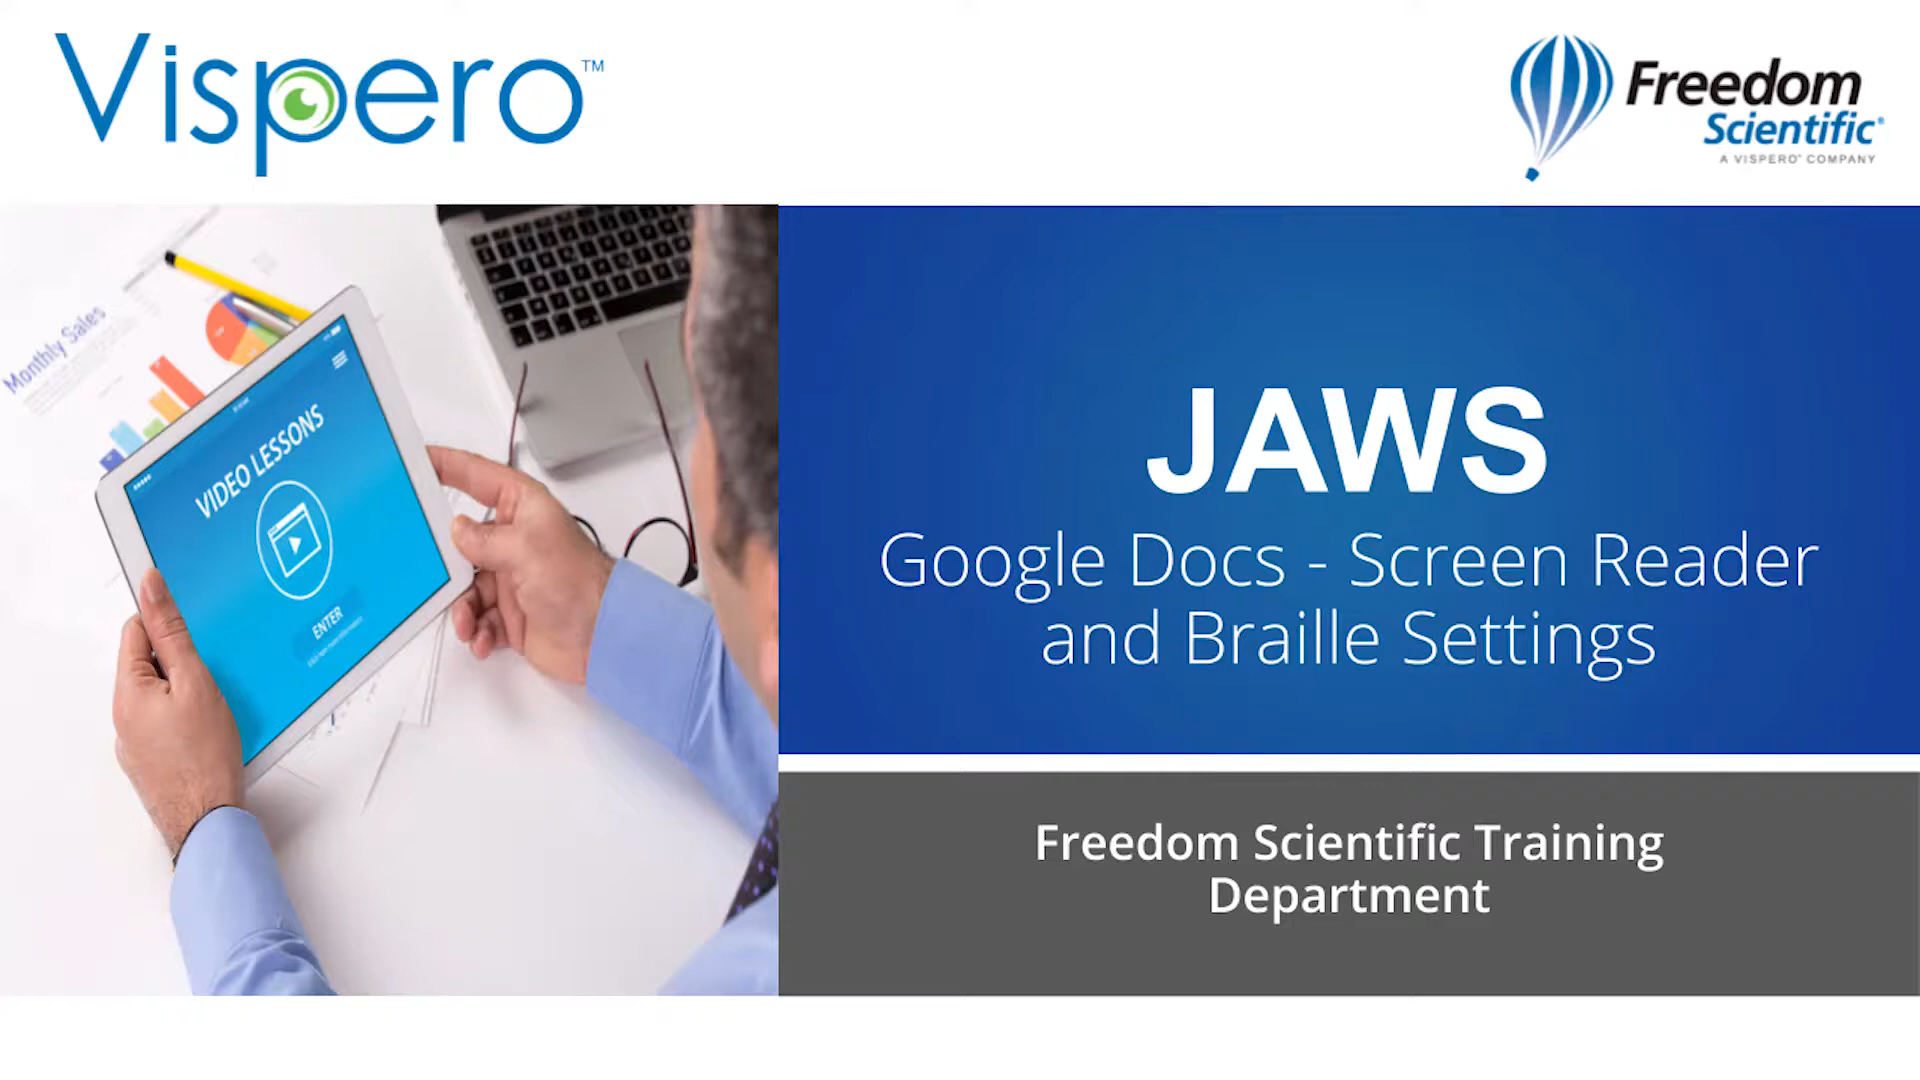 Vispero™
Freedom
Scientific®
A VISPERO™ COMPANY
Monthly Sales
VIDEO LESSONS
ENTER
JAWS
Google Docs - Screen Reader
and Braille Settings
Freedom Scientific Training
Department